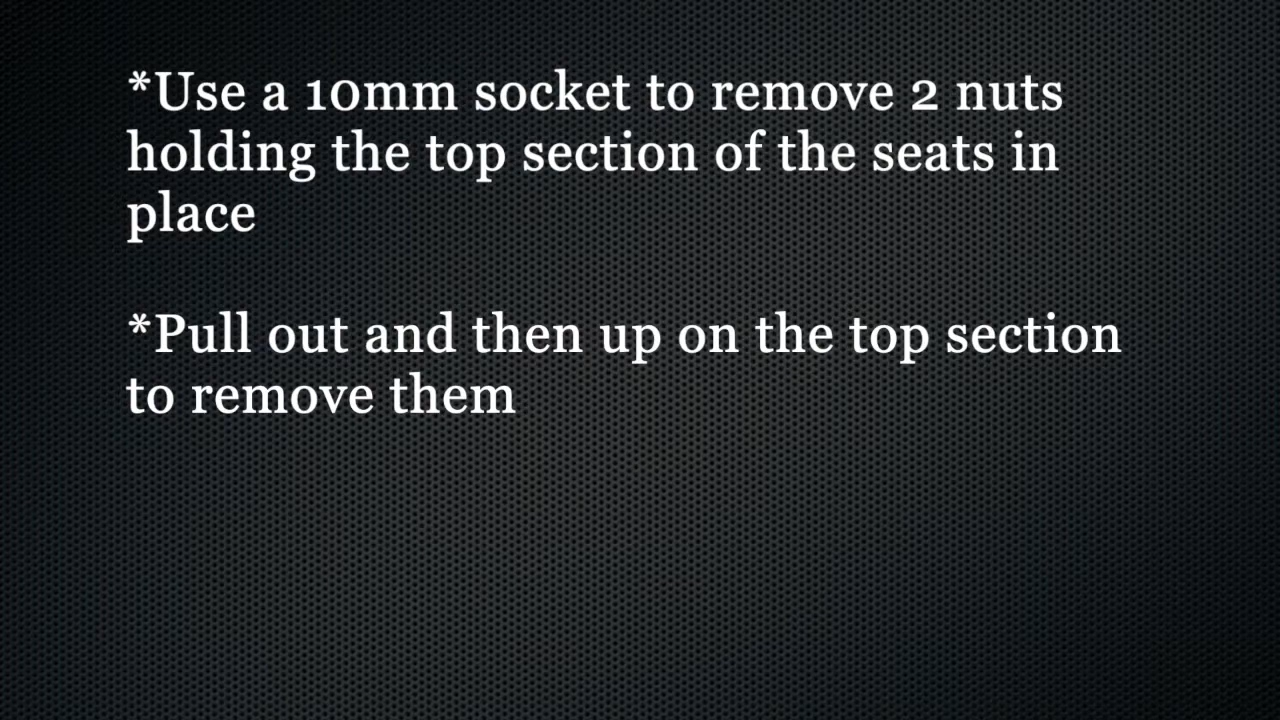 *Use a 10mm socket to remove 2 nuts
holding the top section of the seats in
place
*Pull out and then up on the top section
to remove them